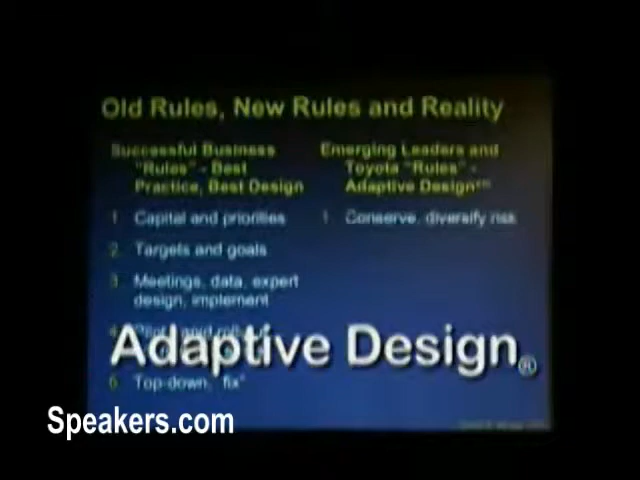 Old Rules, New Rules and Reality
Successful Business
"Rules" - Best
Practice, Best Design
1 Capital and priorities
2 Targets and goals
3 Meetings, data, expert
design, implement
4
6 Top-down, "fix"
Emerging Leaders and
Toyota "Rules" -
Adaptive Design
1 Conserve, diversify risk
Adaptive Design®
Speakers.com